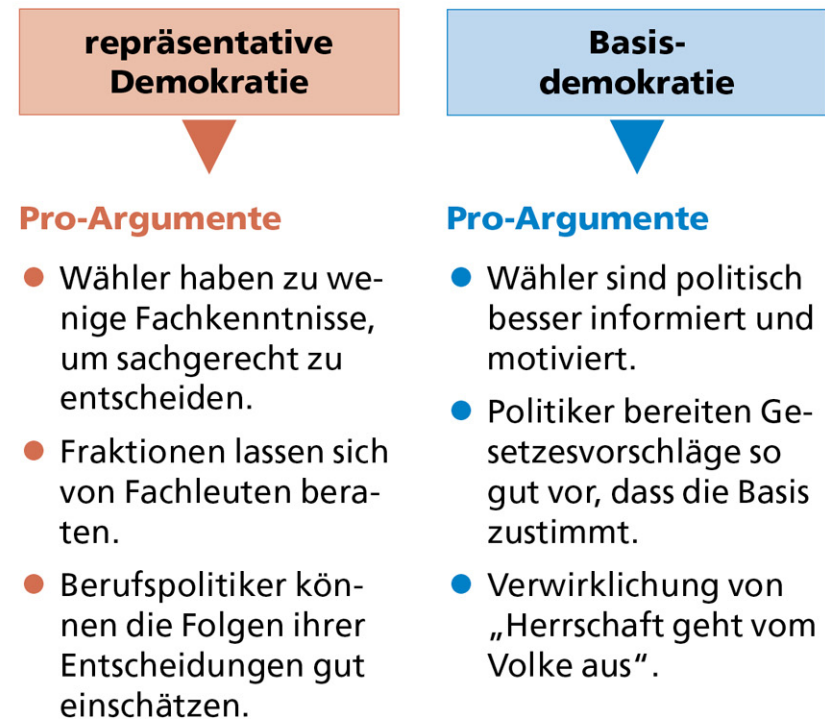 repräsentative
Demokratie
Pro-Argumente
● Wähler haben zu we-
nige Fachkenntnisse,
um sachgerecht zu
entscheiden.
● Fraktionen lassen sich
von Fachleuten bera-
ten.
● Berufspolitiker kön-
nen die Folgen ihrer
Entscheidungen gut
einschätzen.
Basis-
demokratie
Pro-Argumente
● Wähler sind politisch
besser informiert und
motiviert.
● Politiker bereiten Ge-
setzesvorschläge so
gut vor, dass die Basis
zustimmt.
● Verwirklichung von
„Herrschaft geht vom
Volke aus“.